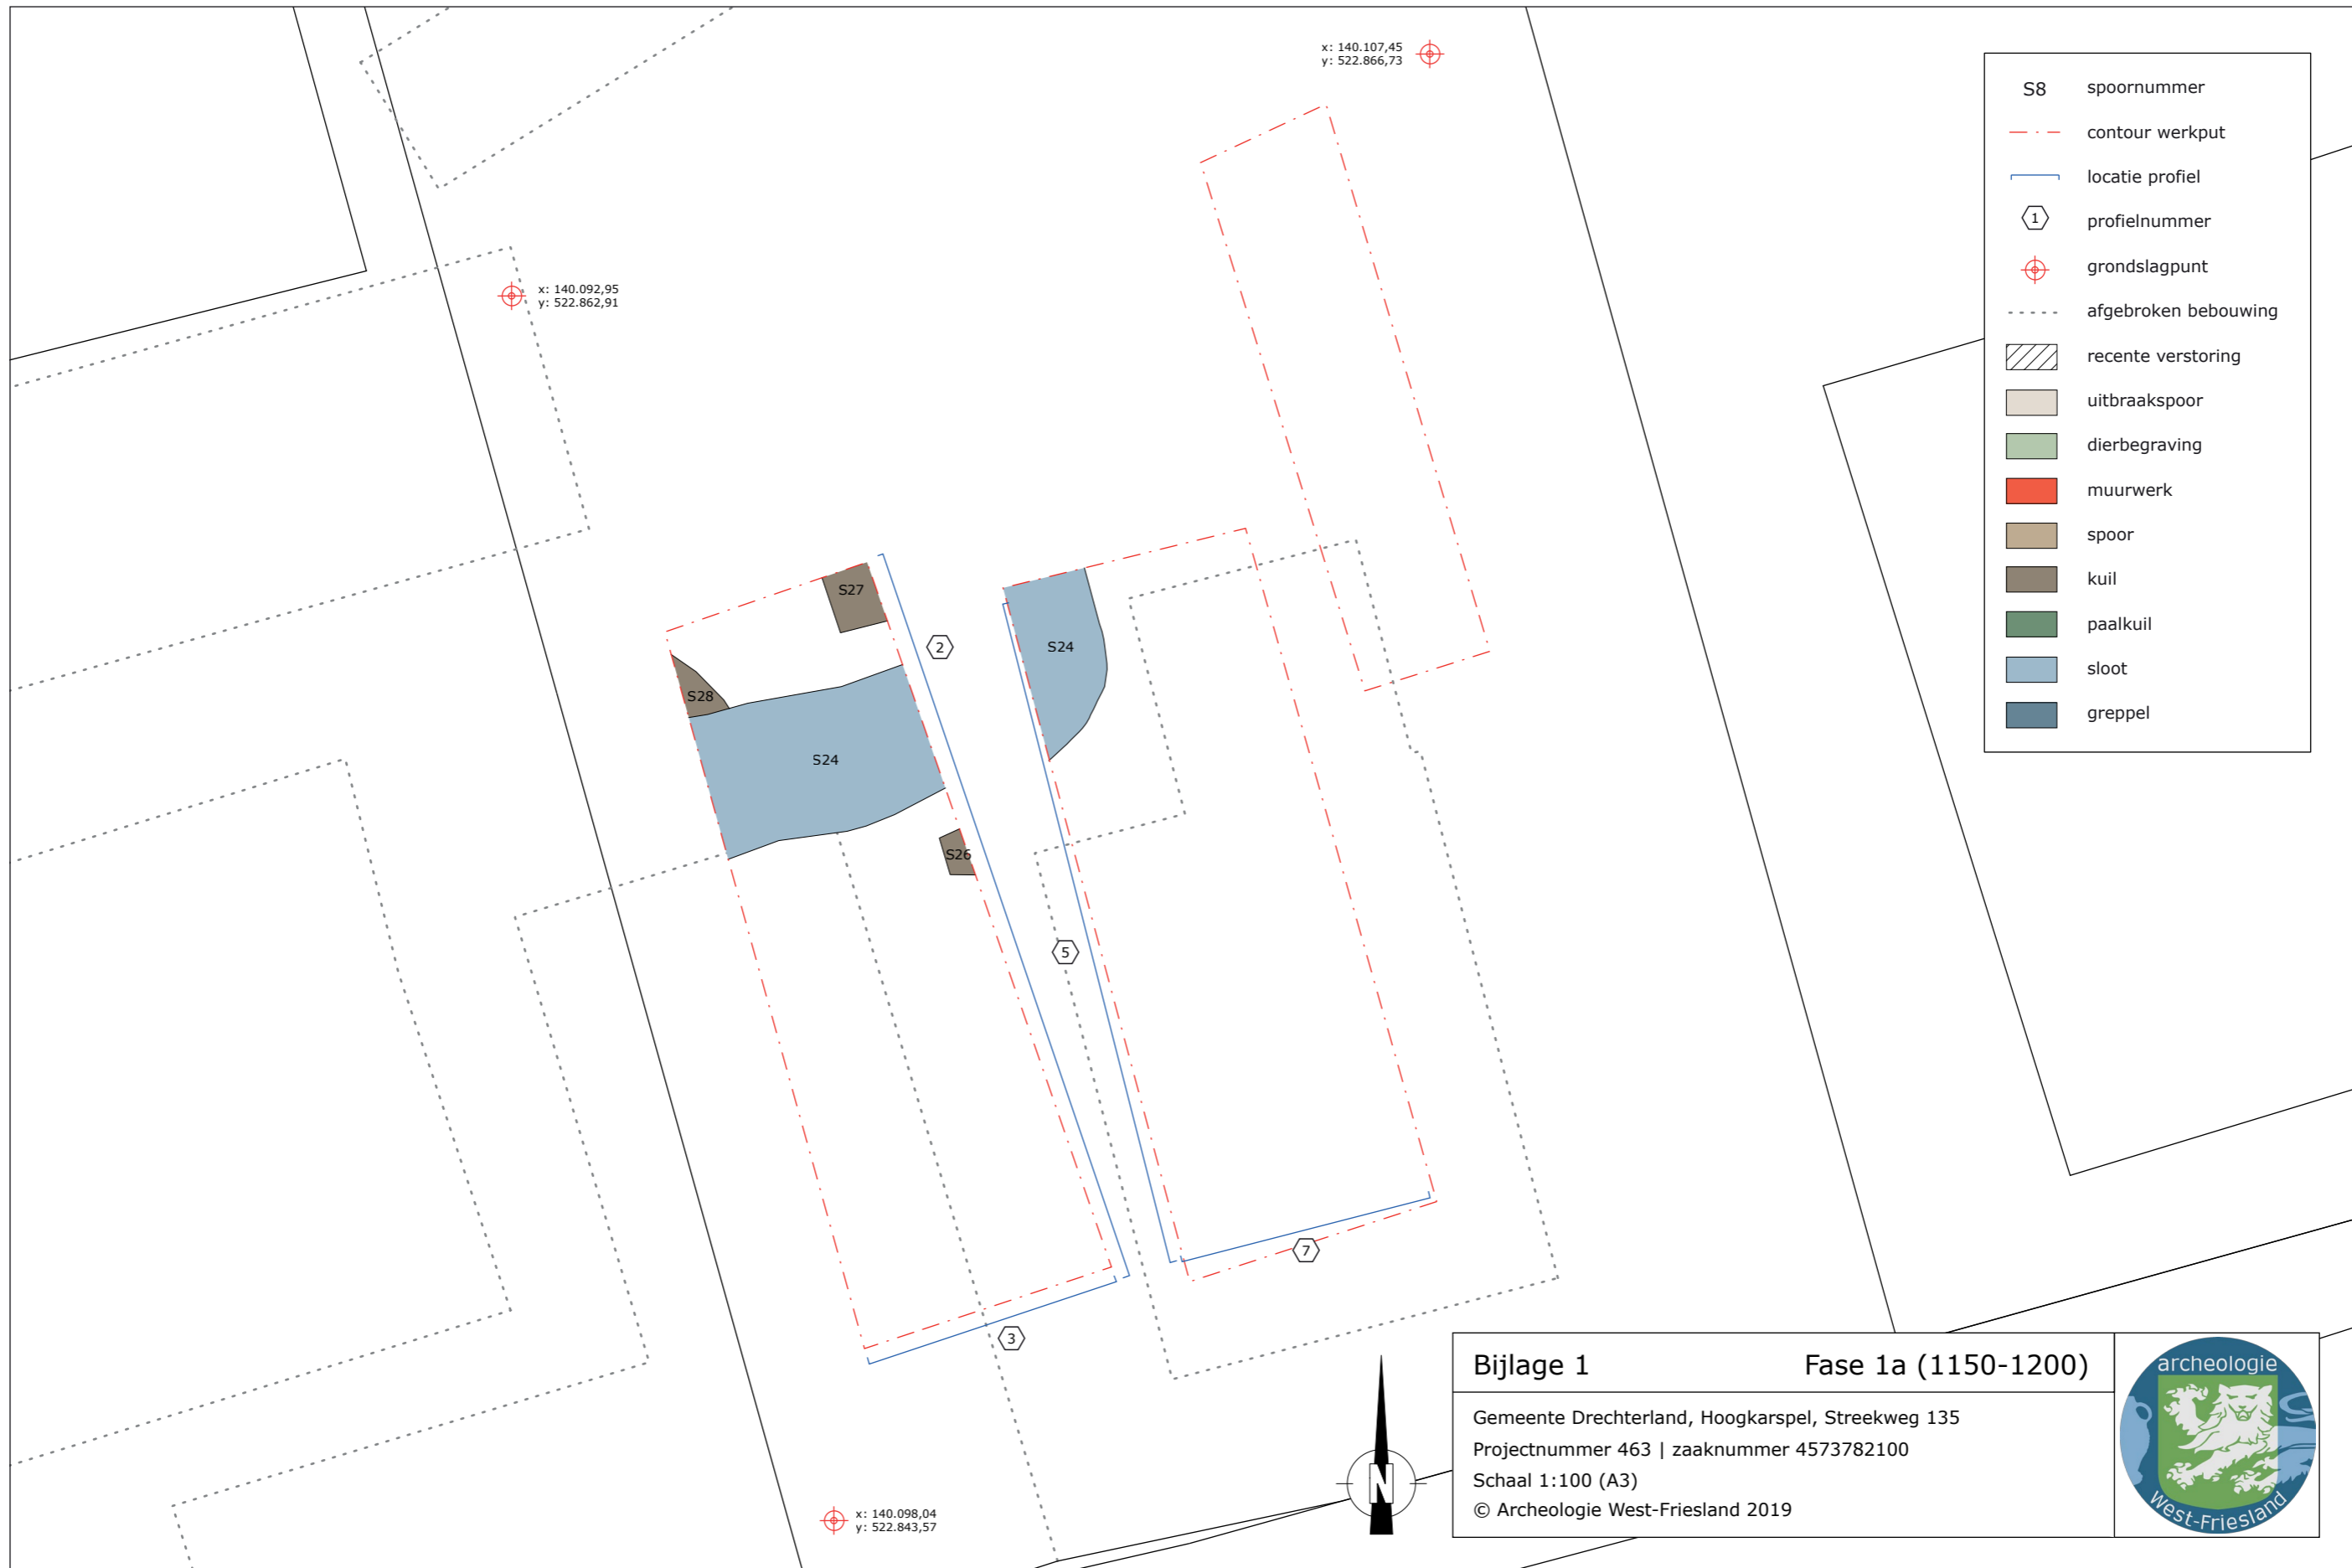 x: 140.107,45
y: 522.866,73
x: 140.092,95
y: 522.862,91
S8 spoornummer
contour werkput
locatie profiel
1 profielnummer
grondslagpunt
afgebroken bebouwing
recente verstoring
uitbraakspoor
dierbegraving
muurwerk
spoor
kuil
paalkuil
sloot
greppel
S27
2
S24
S28
S24
S26
5
7
3
x: 140.098,04
y: 522.843,57
N
Bijlage 1 Fase 1a (1150-1200)
Gemeente Drechterland, Hoogkarspel, Streekweg 135
Projectnummer 463 | zaaknummer 4573782100
Schaal 1:100 (A3)
© Archeologie West-Friesland 2019
archeologie
West-Friesland